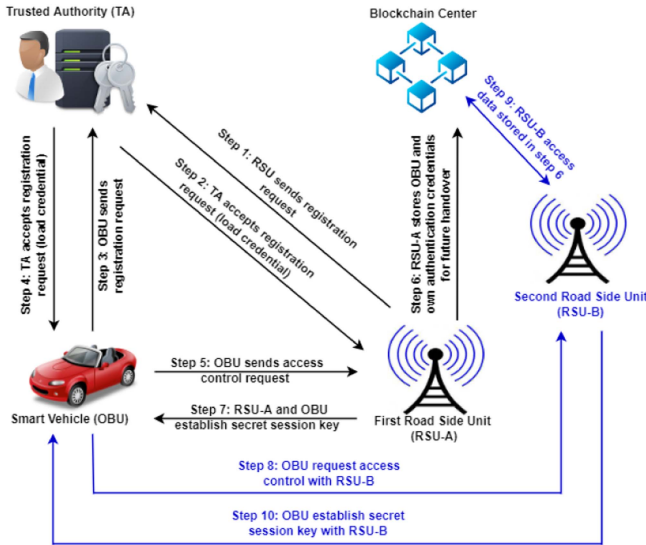 Trusted Authority (TA)
Blockchain Center
Step 9: RSU-B access
data stored in step
6
Step 1: RSU sends registration
request
Step 2: TA accepts registration
request (load credential)
Step 4: TA accepts registration
request (load credential)
Step 3: OBU sends
registration request
Step 6: RSU-A stores OBU and
own authentication credentials
for future handover
Second Road Side Unit
(RSU-B)
Step 5: OBU sends access
control request
Smart Vehicle (OBU)
Step 7: RSU-A and OBU
establish secret session key
First Road Side Unit
(RSU-A)
Step 8: OBU request access
control with RSU-B
Step 10: OBU establish secret
session key with RSU-B